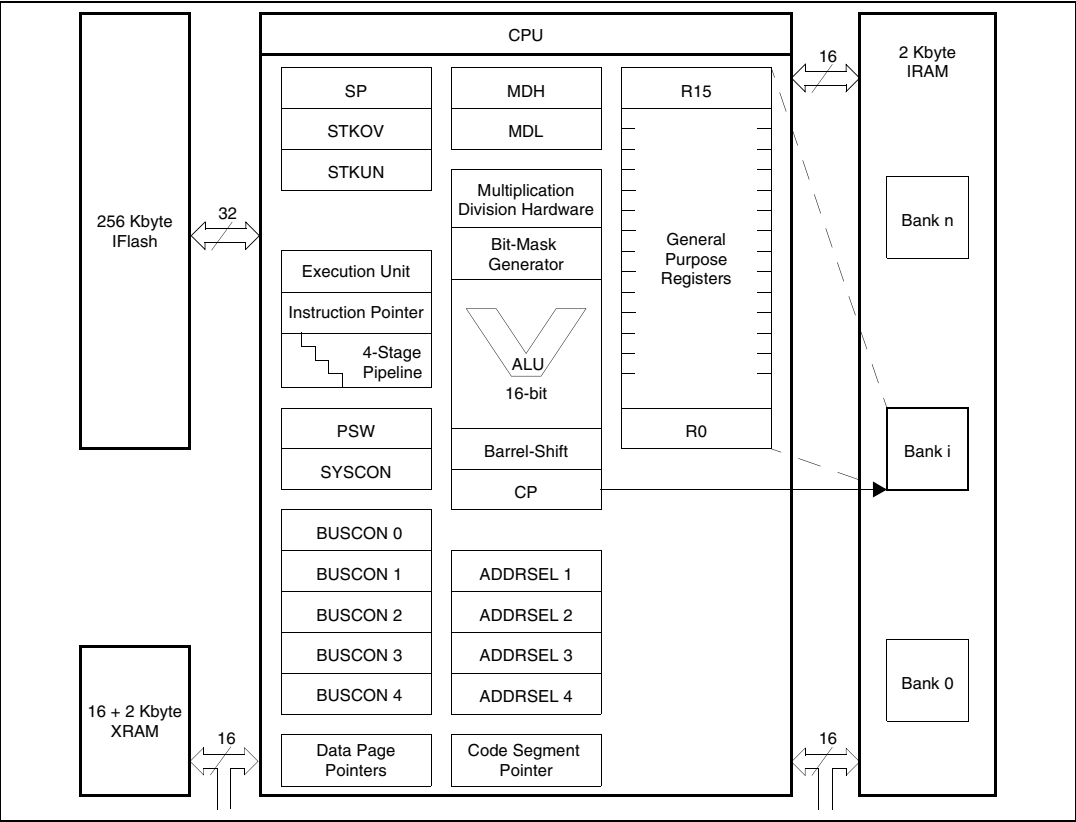 CPU
256 Kbyte
IFlash
32
16 + 2 Kbyte
XRAM
16
SP
STKOV
STKUN
Execution Unit
Instruction Pointer
4-Stage
Pipeline
PSW
SYSCON
BUSCON 0
BUSCON 1
BUSCON 2
BUSCON 3
BUSCON 4
Data Page
Pointers
MDH
MDL
Multiplication
Division Hardware
Bit-Mask
Generator
ALU
16-bit
Barrel-Shift
CP
ADDRSEL 1
ADDRSEL 2
ADDRSEL 3
ADDRSEL 4
Code Segment
Pointer
R15
General
Purpose
Registers
R0
16
16
2 Kbyte
IRAM
Bank n
Bank i
Bank 0